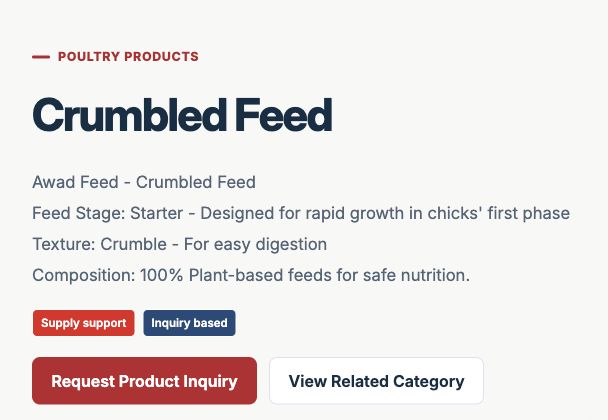 POULTRY PRODUCTS
Crumbled Feed
Awad Feed - Crumbled Feed
Feed Stage: Starter - Designed for rapid growth in chicks' first phase
Texture: Crumble - For easy digestion
Composition: 100% Plant-based feeds for safe nutrition.
Supply support Inquiry based
Request Product Inquiry View Related Category